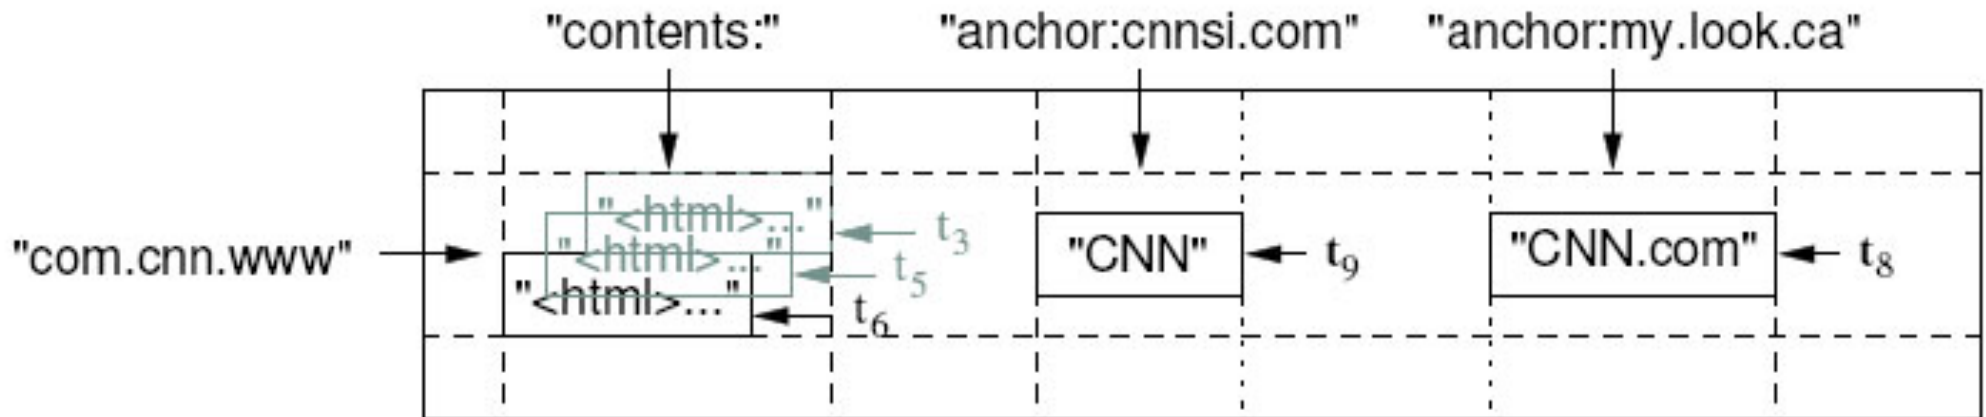 "contents:" "anchor:cnnsi.com" "anchor:my.look.ca"
"<html>..." t3
"com.cnn.www" "<html>..." t5 "CNN" t9 "CNN.com" t8
"<html>..." t6